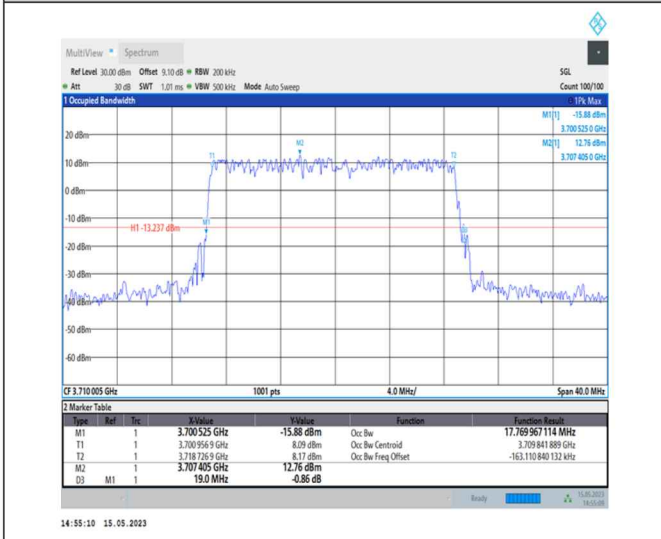 MultiView Spectrum
Ref Level 30.00 dBm Offset 9.10 dB RBW 200 kHz SGL
Att 30 dB SWT 1.01 ms VBW 500 kHz Mode Auto Sweep Count 100/100
1 Occupied Bandwidth 1Pk Max
M1[1] -15.88 dBm
3.700 525 0 GHz
20 dBm M2[1] 12.76 dBm
M2 3.707 405 0 GHz
T1 T2
10 dBm
0 dBm
-10 dBm
M1
H1 -13.237 dBm
-20 dBm
-30 dBm
-40 dBm
-50 dBm
-60 dBm
CF 3.710 005 GHz 1001 pts 4.0 MHz/ Span 40.0 MHz
2 Marker Table
Type Ref Trc X-Value Y-Value Function Function Result
M1 1 3.700 525 GHz -15.88 dBm Occ Bw 17.769 967 114 MHz
T1 1 3.700 956 9 GHz 8.09 dBm Occ Bw Centroid 3.709 841 889 GHz
T2 1 3.718 726 9 GHz 8.17 dBm Occ Bw Freq Offset -163.110 840 132 kHz
M2 1 3.707 405 GHz 12.76 dBm
D3 M1 1 19.0 MHz -0.86 dB
Ready 15.05.2023
14:55:08
14:55:10 15.05.2023